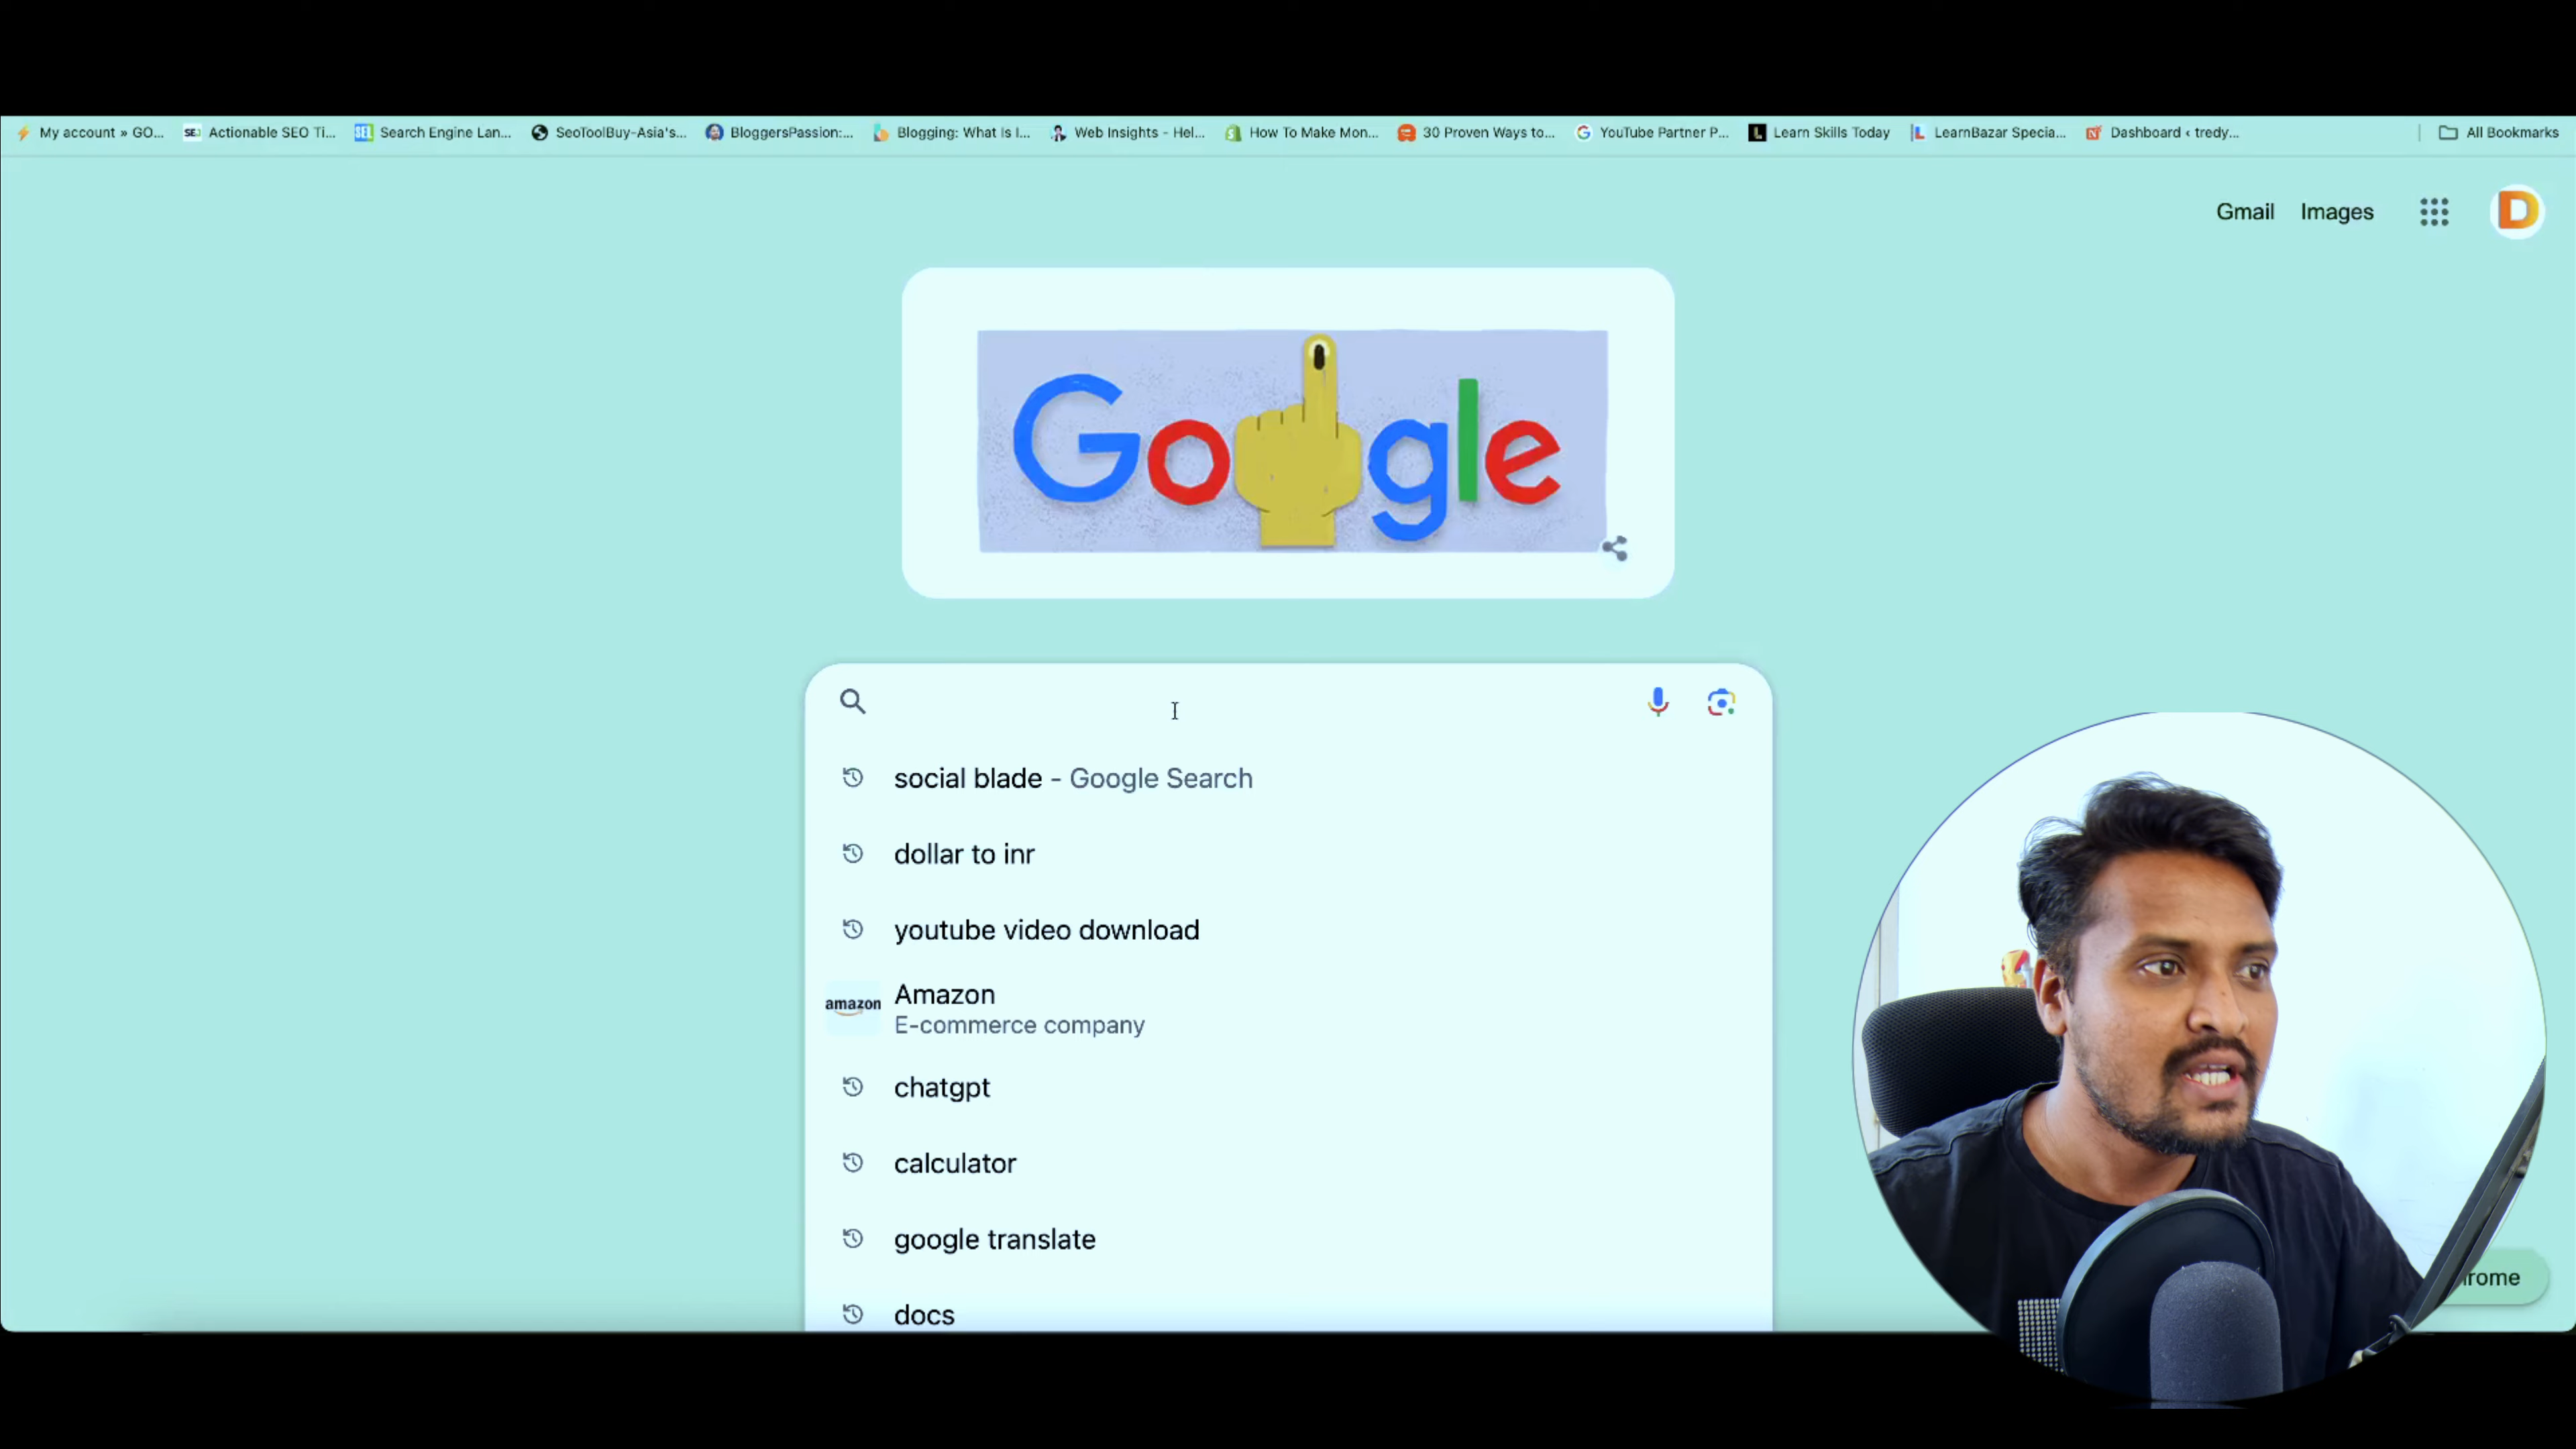 My account » GO...
SEJ Actionable SEO Ti...
SEL Search Engine Lan...
SeoToolBuy-Asia's...
BloggersPassion:...
Blogging: What Is I...
Web Insights - Hel...
How To Make Mon...
30 Proven Ways to...
YouTube Partner P...
Learn Skills Today
LearnBazar Specia...
Dashboard ‹ tredy...
All Bookmarks
Gmail
Images
D
Google
social blade - Google Search
dollar to inr
youtube video download
amazon
Amazon
E-commerce company
chatgpt
calculator
google translate
docs
rome